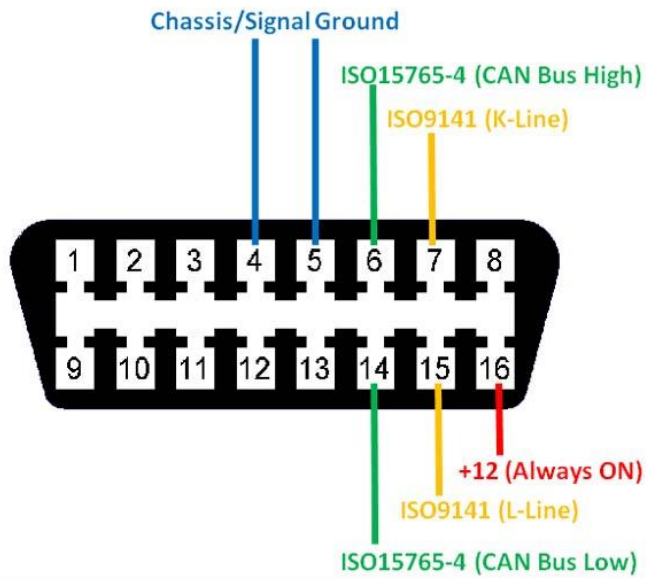 Chassis/Signal Ground
ISO15765-4 (CAN Bus High)
ISO9141 (K-Line)
1 2 3 4 5 6 7 8
9 10 11 12 13 14 15 16
+12 (Always ON)
ISO9141 (L-Line)
ISO15765-4 (CAN Bus Low)